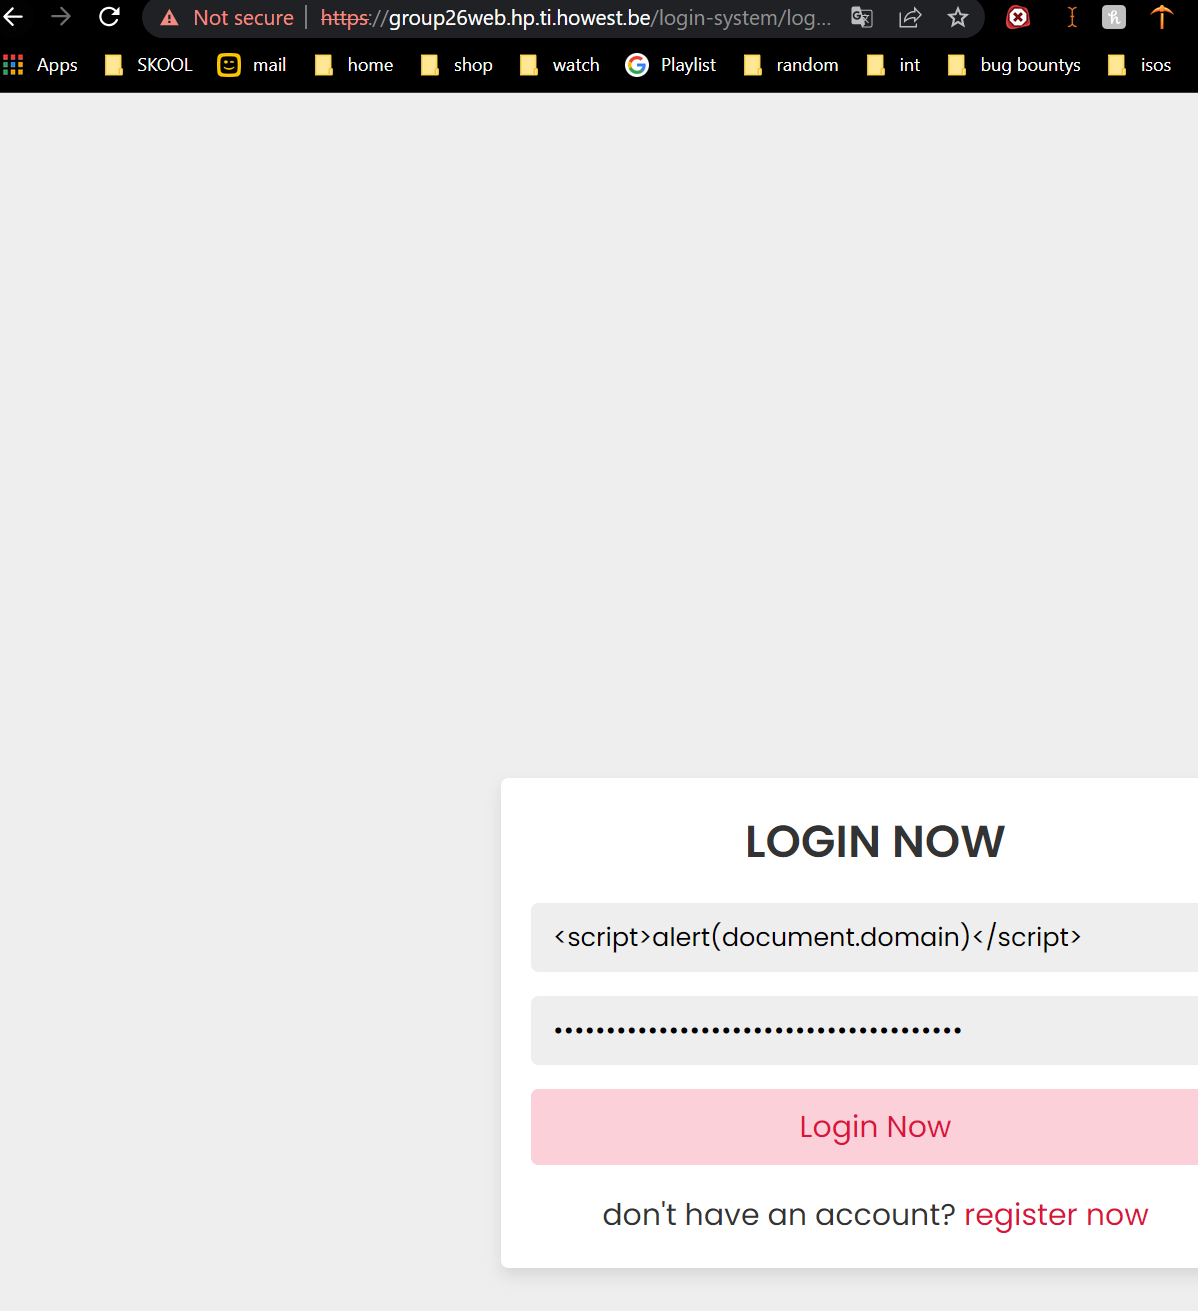 Not secure | https://group26web.hp.ti.howest.be/login-system/log...
Apps SKOOL mail home shop watch Playlist random int bug bountys isos
LOGIN NOW
<script>alert(document.domain)</script>
•••••••••••••••••••••••••••••••••••••••
Login Now
don't have an account? register now